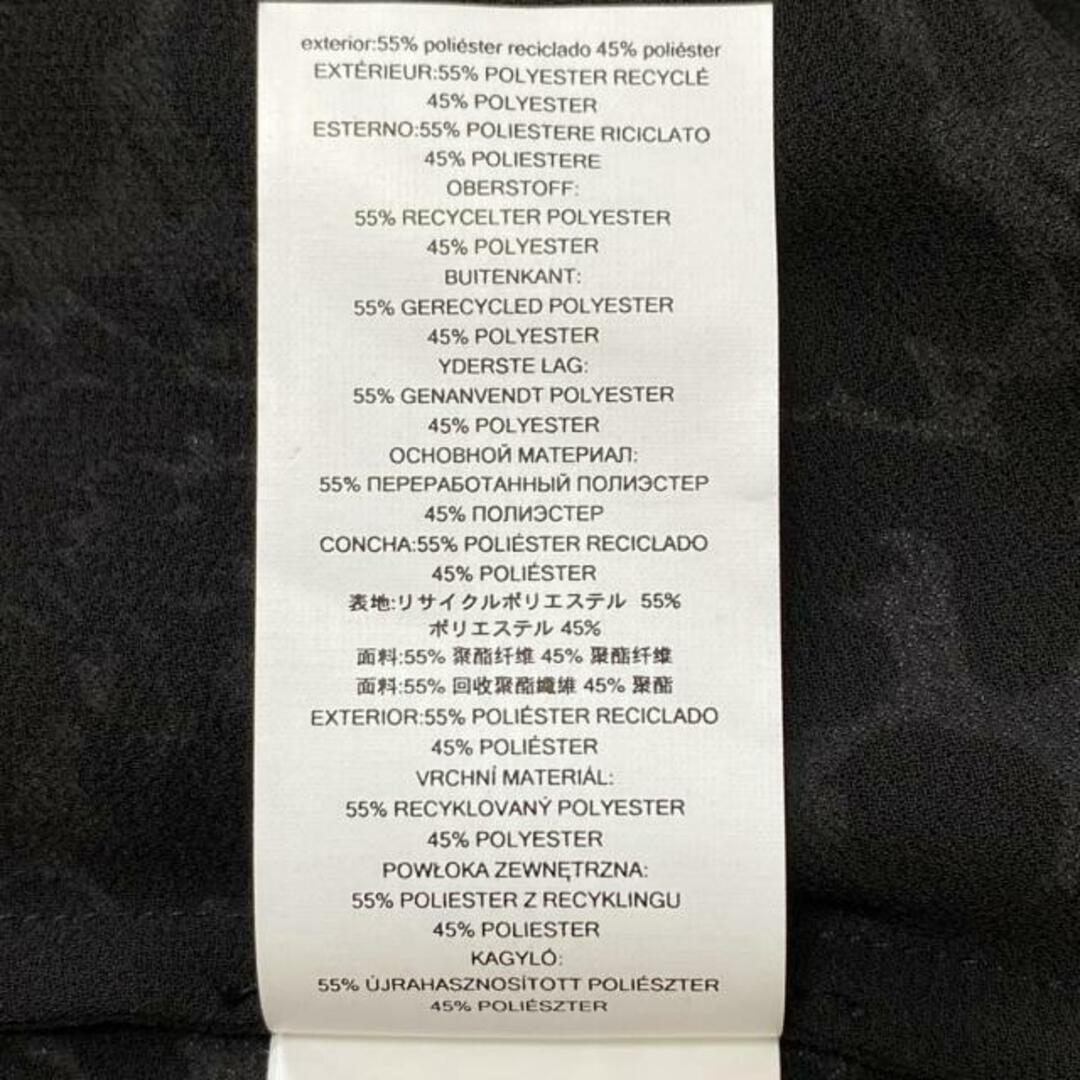 exterior:55% poliéster reciclado 45% poliéster
EXTÉRIEUR:55% POLYESTER RECYCLÉ
45% POLYESTER
ESTERNO:55% POLIESTERE RICICLATO
45% POLIESTERE
OBERSTOFF:
55% RECYCELTER POLYESTER
45% POLYESTER
BUITENKANT:
55% GERECYCLED POLYESTER
45% POLYESTER
YDERSTE LAG:
55% GENANVENDT POLYESTER
45% POLYESTER
ОСНОВНОЙ МАТЕРИАЛ:
55% ПЕРЕРАБОТАННЫЙ ПОЛИЭСТЕР
45% ПОЛИЭСТЕР
CONCHA:55% POLIÉSTER RECICLADO
45% POLIÉSTER
表地:リサイクルポリエステル 55%
ポリエステル 45%
面料:55% 聚酯纤维 45% 聚酯纤维
面料:55% 回收聚酯纖維 45% 聚酯
EXTERIOR:55% POLIÉSTER RECICLADO
45% POLIÉSTER
VRCHNÍ MATERIÁL:
55% RECYKLOVANÝ POLYESTER
45% POLYESTER
POWŁOKA ZEWNĘTRZNA:
55% POLIESTER Z RECYKLINGU
45% POLIESTER
KAGYLÓ:
55% ÚJRAHASZNOSÍTOTT POLIÉSZTER
45% POLIÉSZTER